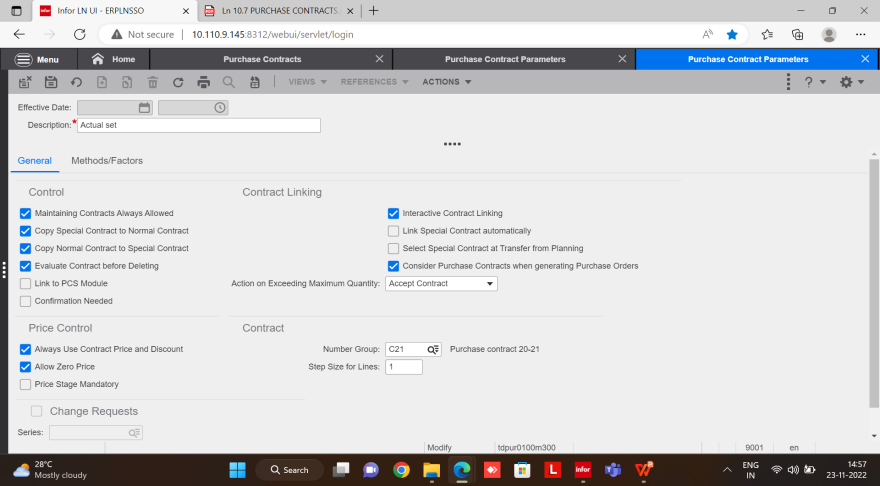 infor Infor LN UI - ERPLNSSO
Ln 10.7 PURCHASE CONTRACTS
Not secure 10.110.9.145:8312/webui/servlet/login
Menu Home Purchase Contracts Purchase Contract Parameters Purchase Contract Parameters
VIEWS REFERENCES ACTIONS ?
Effective Date:
Description:* Actual set
General Methods/Factors
Control Contract Linking
Maintaining Contracts Always Allowed Interactive Contract Linking
Copy Special Contract to Normal Contract Link Special Contract automatically
Copy Normal Contract to Special Contract Select Special Contract at Transfer from Planning
Evaluate Contract before Deleting Consider Purchase Contracts when generating Purchase Orders
Link to PCS Module Action on Exceeding Maximum Quantity: Accept Contract
Confirmation Needed
Price Control Contract
Always Use Contract Price and Discount Number Group: C21 Purchase contract 20-21
Allow Zero Price Step Size for Lines: 1
Price Stage Mandatory
Change Requests
Series:
Modify tdpur0100m300 9001 en
28°C
Mostly cloudy
Search
L
infor
ENG
IN
14:57
23-11-2022